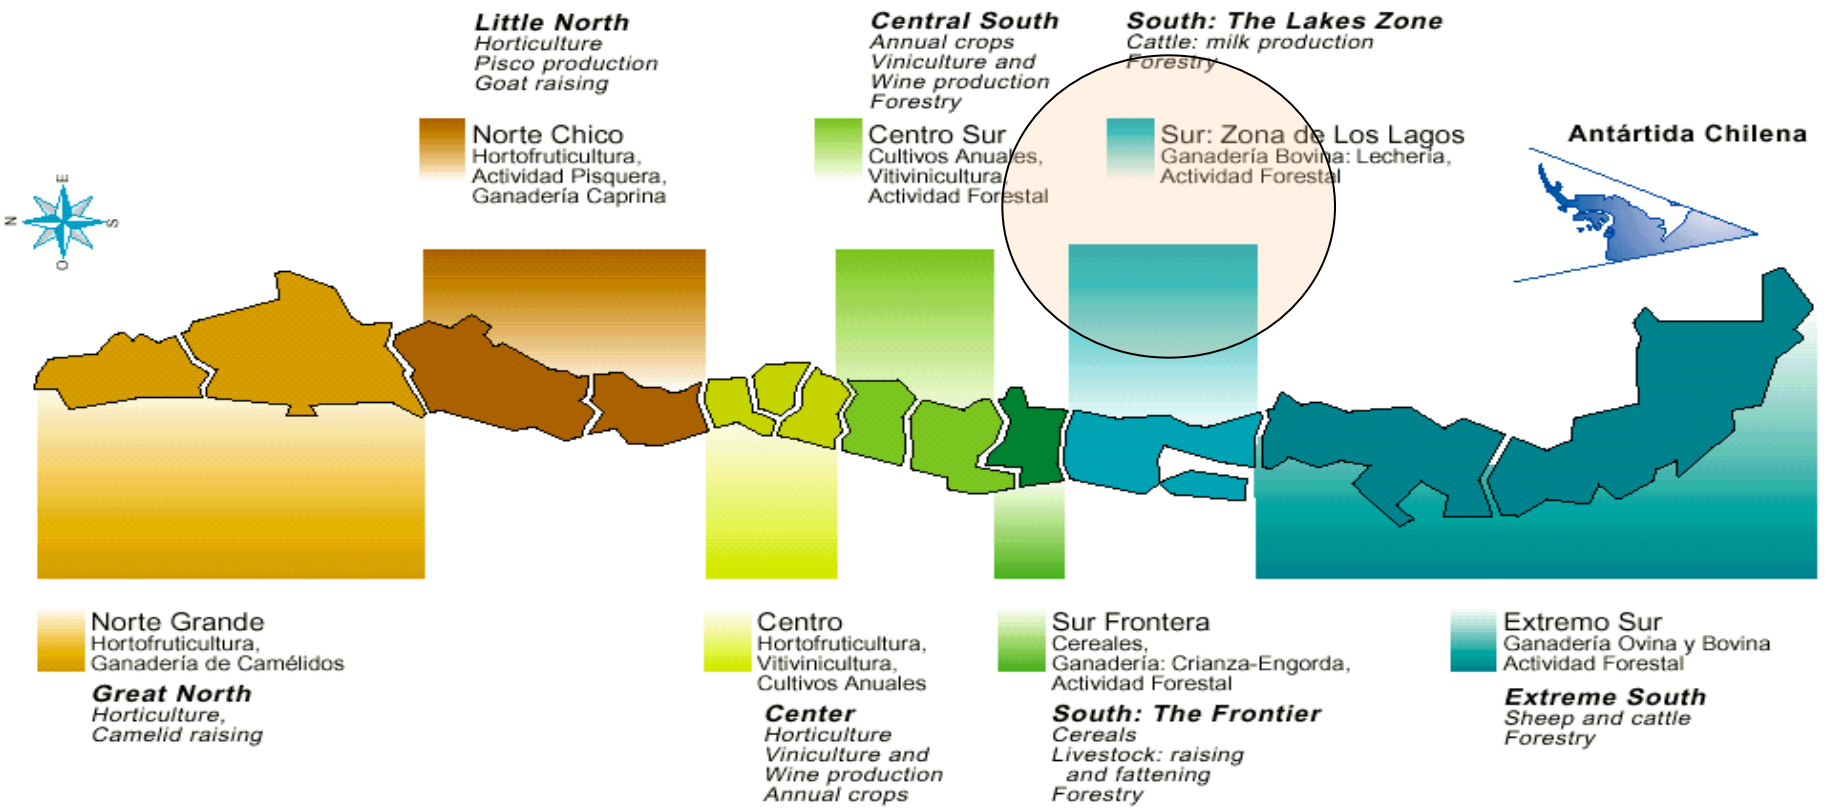 Little North
Horticulture
Pisco production
Goat raising
Central South
Annual crops
Viniculture and
Wine production
Forestry
South: The Lakes Zone
Cattle: milk production
Forestry
Norte Chico
Hortofruticultura,
Actividad Pisquera,
Ganadería Caprina
Centro Sur
Cultivos Anuales,
Vitivinicultura,
Actividad Forestal
Sur: Zona de Los Lagos
Ganadería Bovina: Lechería,
Actividad Forestal
Antártida Chilena
E
N
S
O
Norte Grande
Hortofruticultura,
Ganadería de Camélidos
Great North
Horticulture,
Camelid raising
Centro
Hortofruticultura,
Vitivinicultura,
Cultivos Anuales
Center
Horticulture
Viniculture and
Wine production
Annual crops
Sur Frontera
Cereales,
Ganadería: Crianza-Engorda,
Actividad Forestal
South: The Frontier
Cereals
Livestock: raising
and fattening
Forestry
Extremo Sur
Ganadería Ovina y Bovina
Actividad Forestal
Extreme South
Sheep and cattle
Forestry